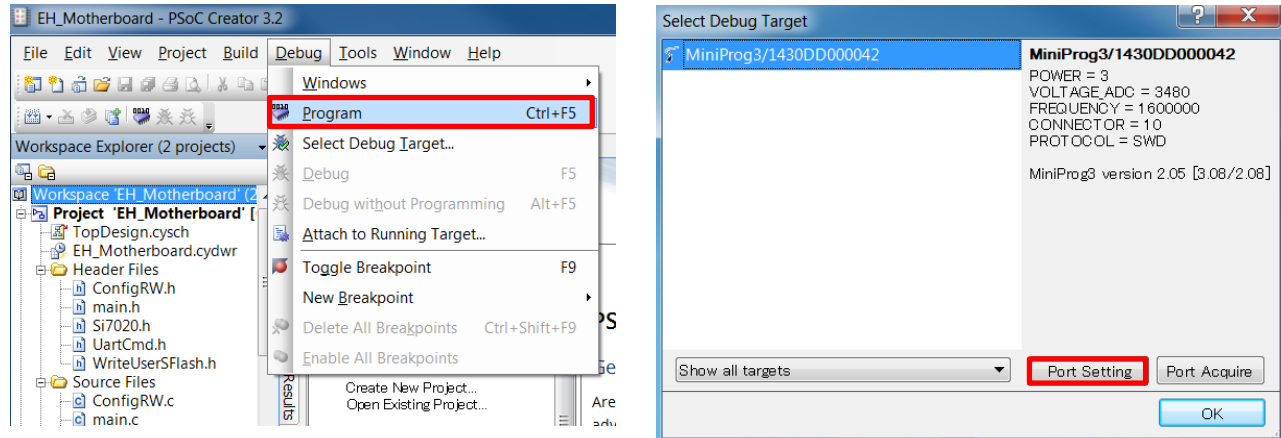 EH_Motherboard - PSoC Creator 3.2
File Edit View Project Build Debug Tools Window Help
Windows
Program Ctrl+F5
Select Debug Target...
Debug F5
Debug without Programming Alt+F5
Attach to Running Target...
Toggle Breakpoint F9
New Breakpoint
Delete All Breakpoints Ctrl+Shift+F9
Enable All Breakpoints
Workspace Explorer (2 projects)
Workspace 'EH_Motherboard' (2
Project 'EH_Motherboard' [
TopDesign.cysch
EH_Motherboard.cydwr
Header Files
ConfigRW.h
main.h
Si7020.h
UartCmd.h
WriteUserSFlash.h
Source Files
ConfigRW.c
main.c
Results
Create New Project...
Open Existing Project...
PS
Ge
Are
adv
Select Debug Target
MiniProg3/1430DD000042
MiniProg3/1430DD000042
POWER = 3
VOLTAGE_ADC = 3480
FREQUENCY = 1600000
CONNECTOR = 10
PROTOCOL = SWD
MiniProg3 version 2.05 [3.08/2.08]
Show all targets
Port Setting
Port Acquire
OK